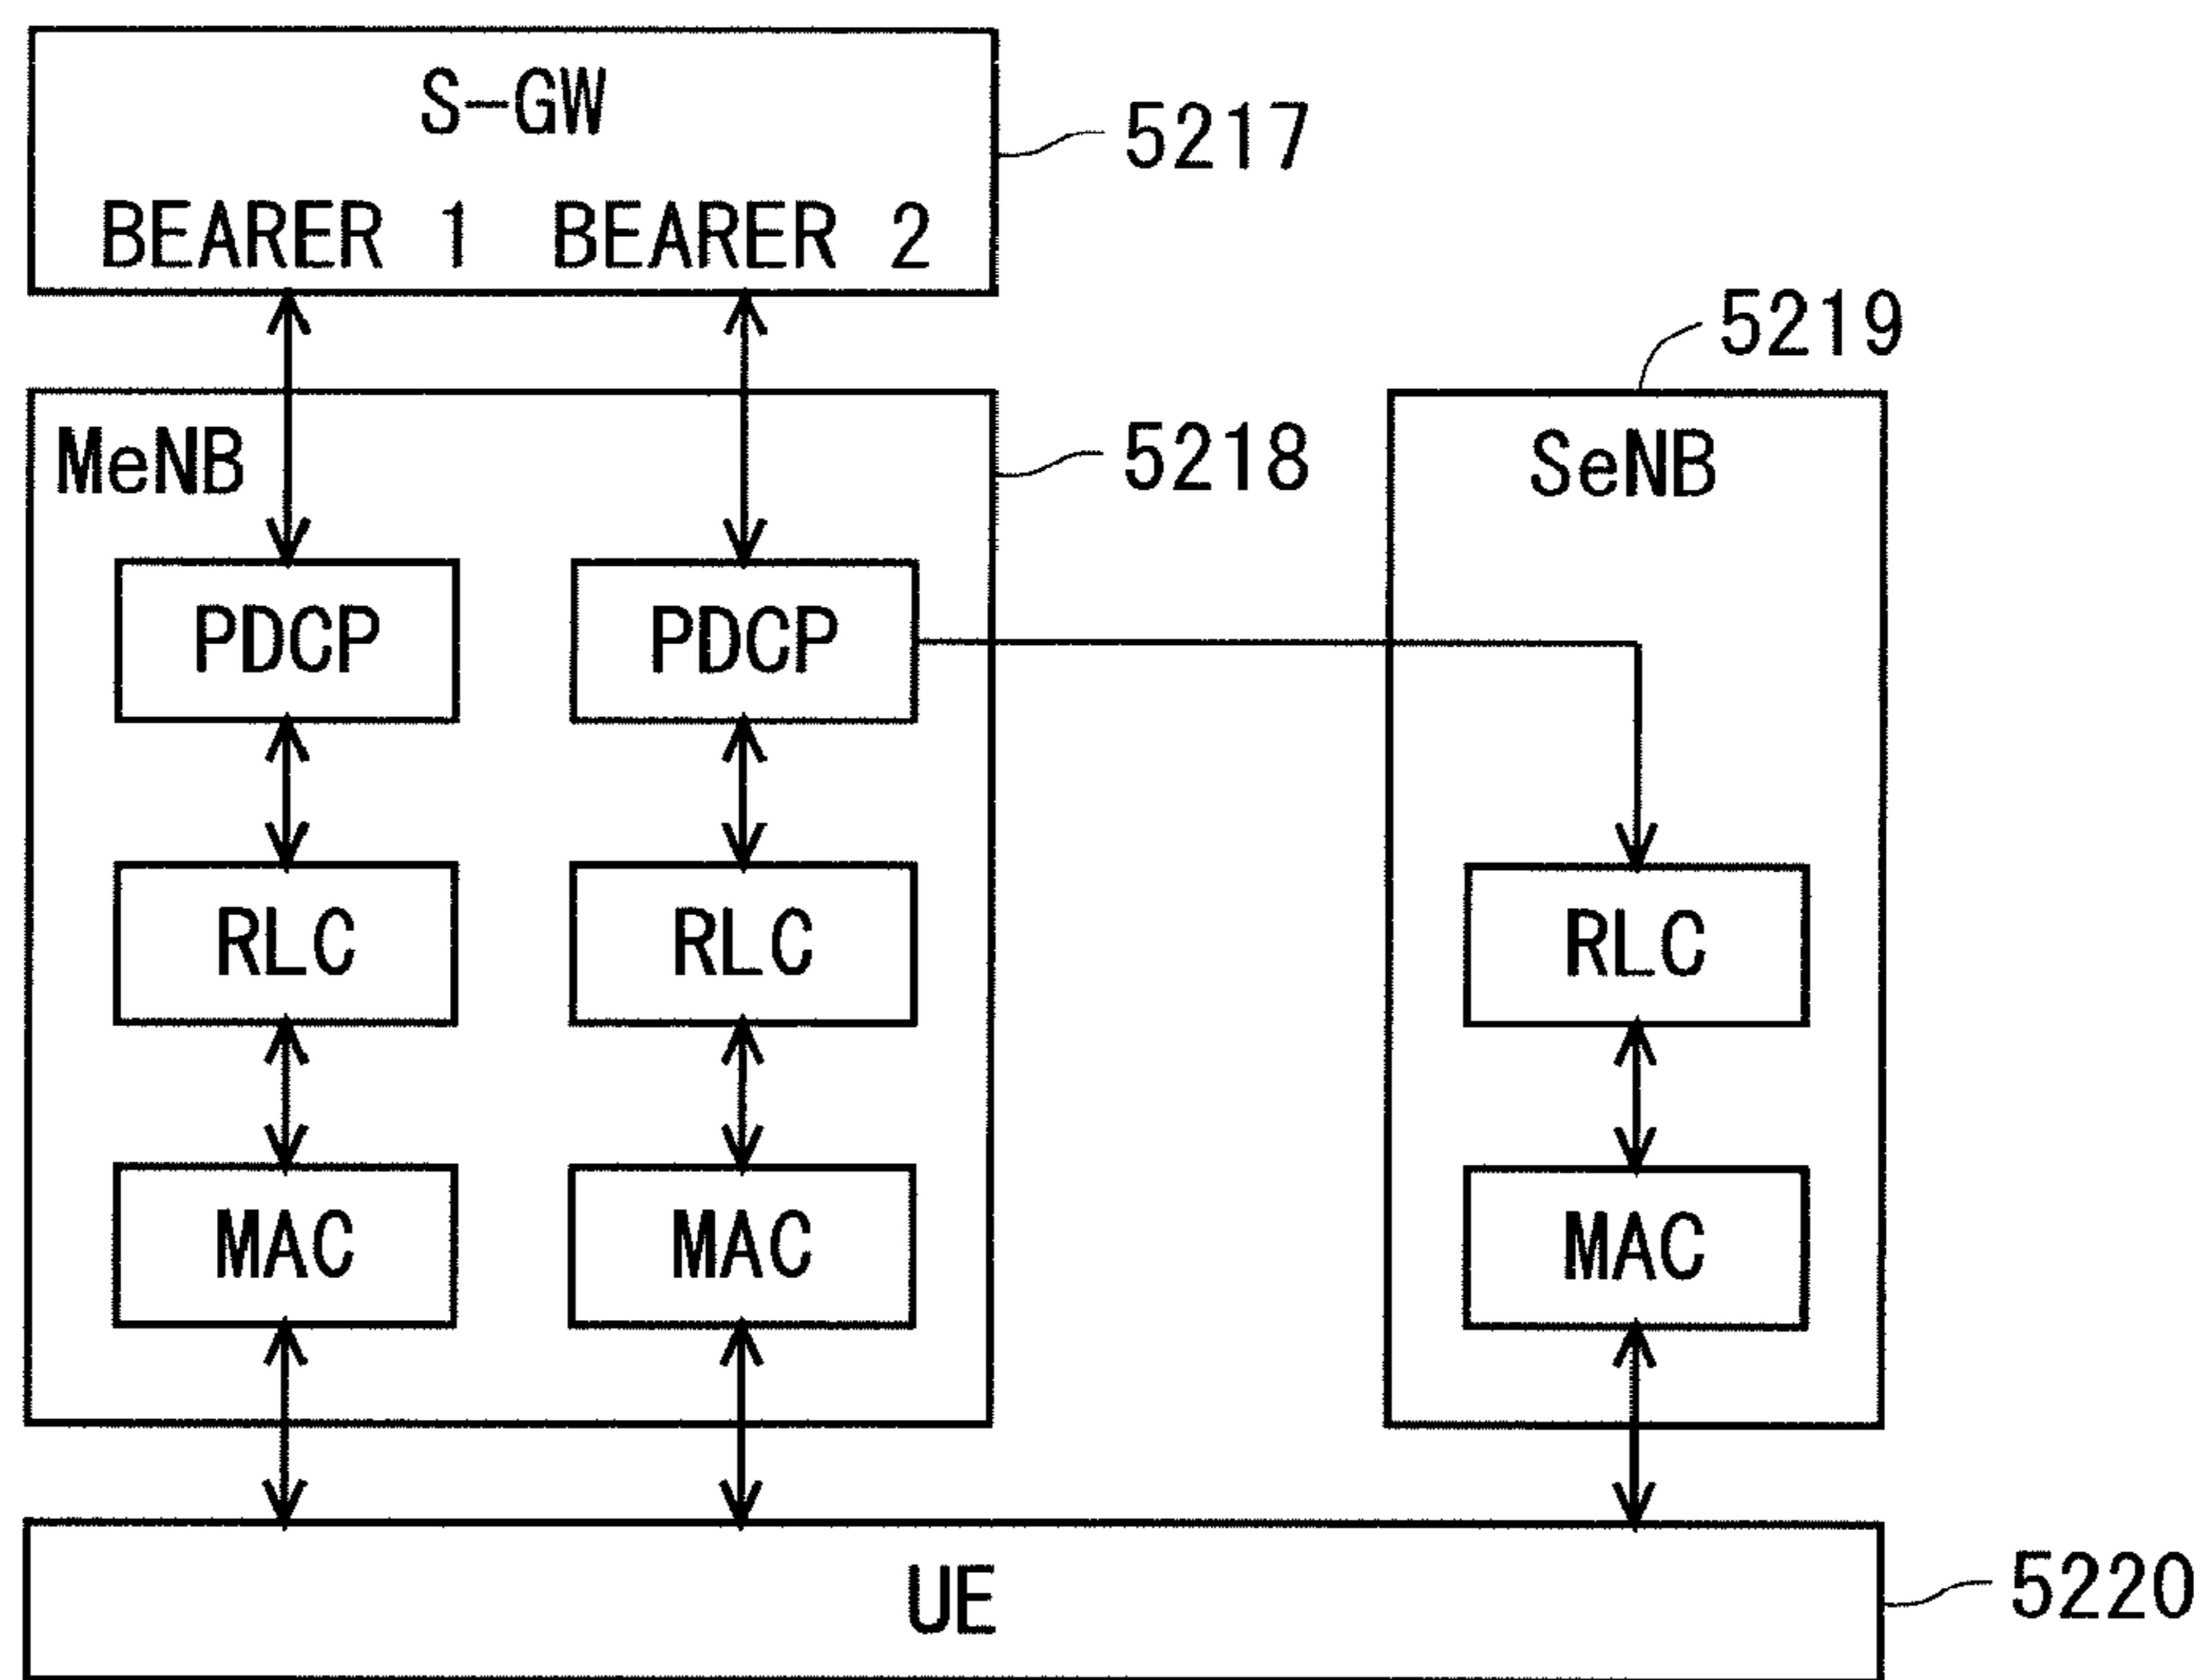 S-GW
5217
BEARER 1 BEARER 2
5219
MeNB
5218
SeNB
PDCP PDCP
RLC RLC RLC
MAC MAC MAC
UE
5220